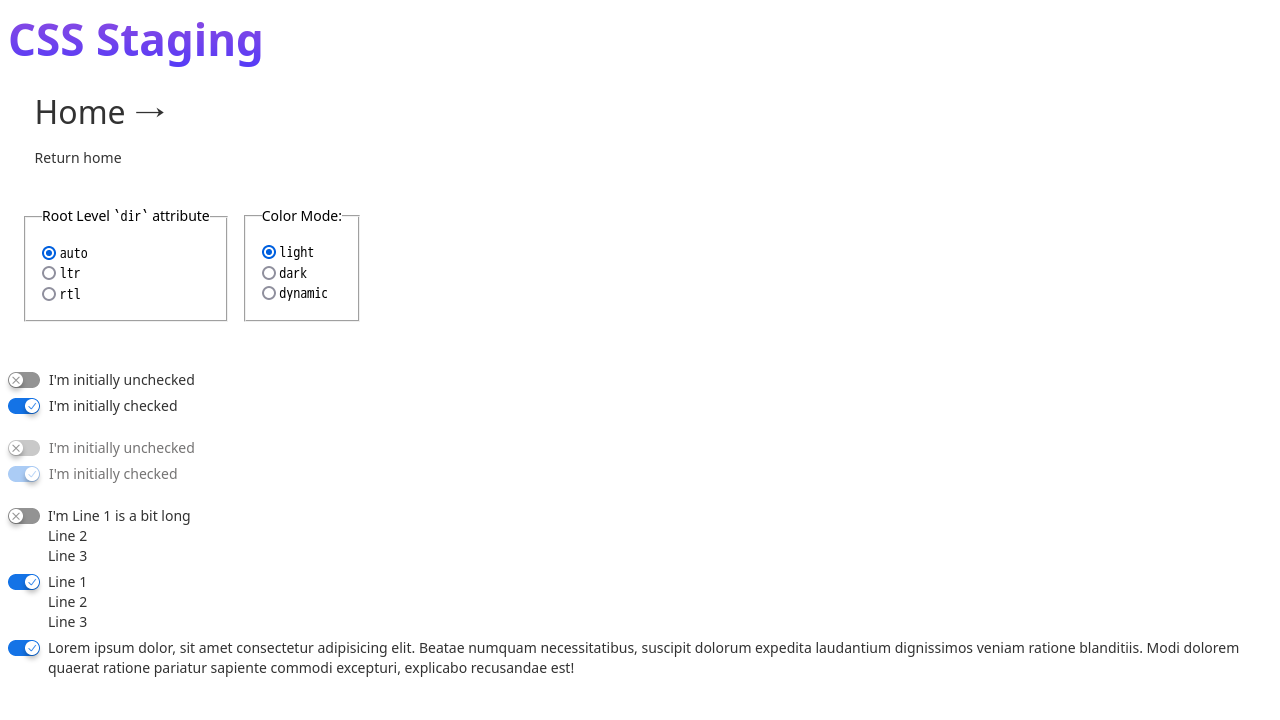 CSS Staging
Home →
Return home
Root Level `dir` attribute
auto
ltr
rtl
Color Mode:
light
dark
dynamic
I'm initially unchecked
I'm initially checked
I'm initially unchecked
I'm initially checked
I'm Line 1 is a bit long
Line 2
Line 3
Line 1
Line 2
Line 3
Lorem ipsum dolor, sit amet consectetur adipisicing elit. Beatae numquam necessitatibus, suscipit dolorum expedita laudantium dignissimos veniam ratione blanditiis. Modi dolorem
quaerat ratione pariatur sapiente commodi excepturi, explicabo recusandae est!